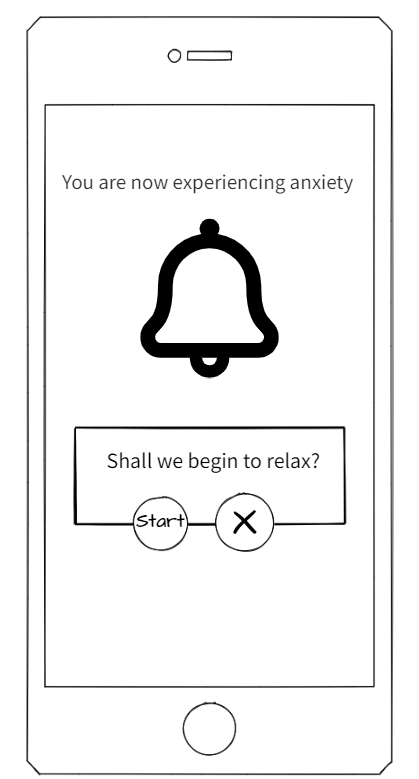 You are now experiencing anxiety
Shall we begin to relax?
Start